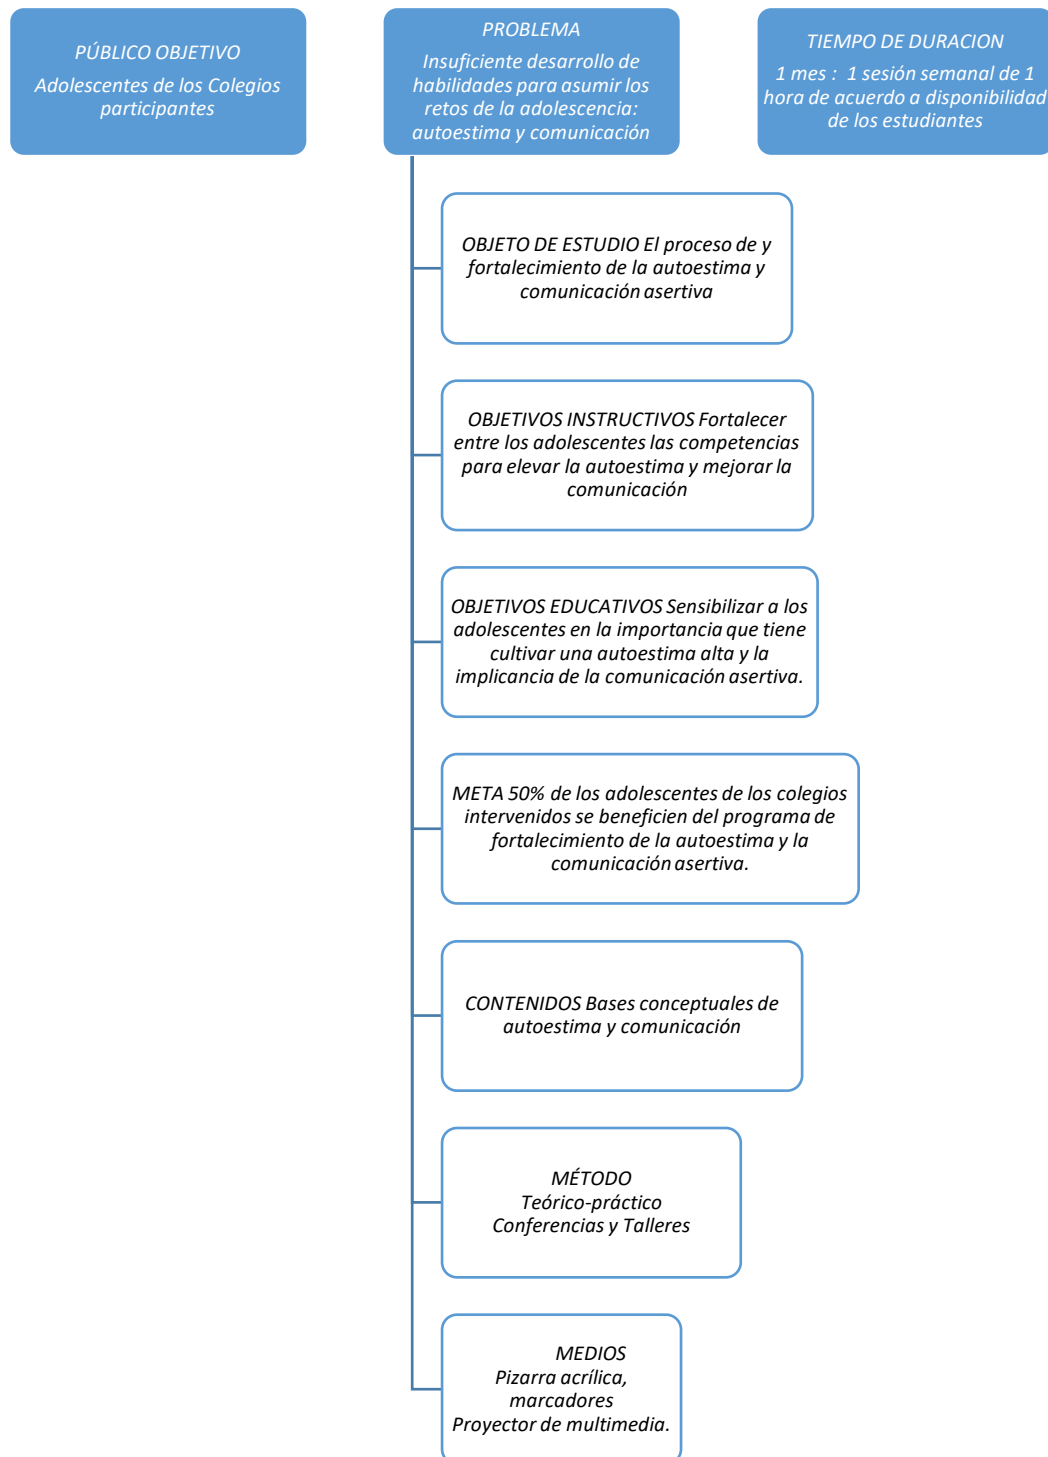 PÚBLICO OBJETIVO
Adolescentes de los Colegios
participantes
PROBLEMA
Insuficiente desarrollo de
habilidades para asumir los
retos de la adolescencia:
autoestima y comunicación
TIEMPO DE DURACION
1 mes : 1 sesión semanal de 1
hora de acuerdo a disponibilidad
de los estudiantes
OBJETO DE ESTUDIO El proceso de y
fortalecimiento de la autoestima y
comunicación asertiva
OBJETIVOS INSTRUCTIVOS Fortalecer
entre los adolescentes las competencias
para elevar la autoestima y mejorar la
comunicación
OBJETIVOS EDUCATIVOS Sensibilizar a los
adolescentes en la importancia que tiene
cultivar una autoestima alta y la
implicancia de la comunicación asertiva.
META 50% de los adolescentes de los colegios
intervenidos se beneficien del programa de
fortalecimiento de la autoestima y la
comunicación asertiva.
CONTENIDOS Bases conceptuales de
autoestima y comunicación
MÉTODO
Teórico-práctico
Conferencias y Talleres
MEDIOS
Pizarra acrílica,
marcadores
Proyector de multimedia.